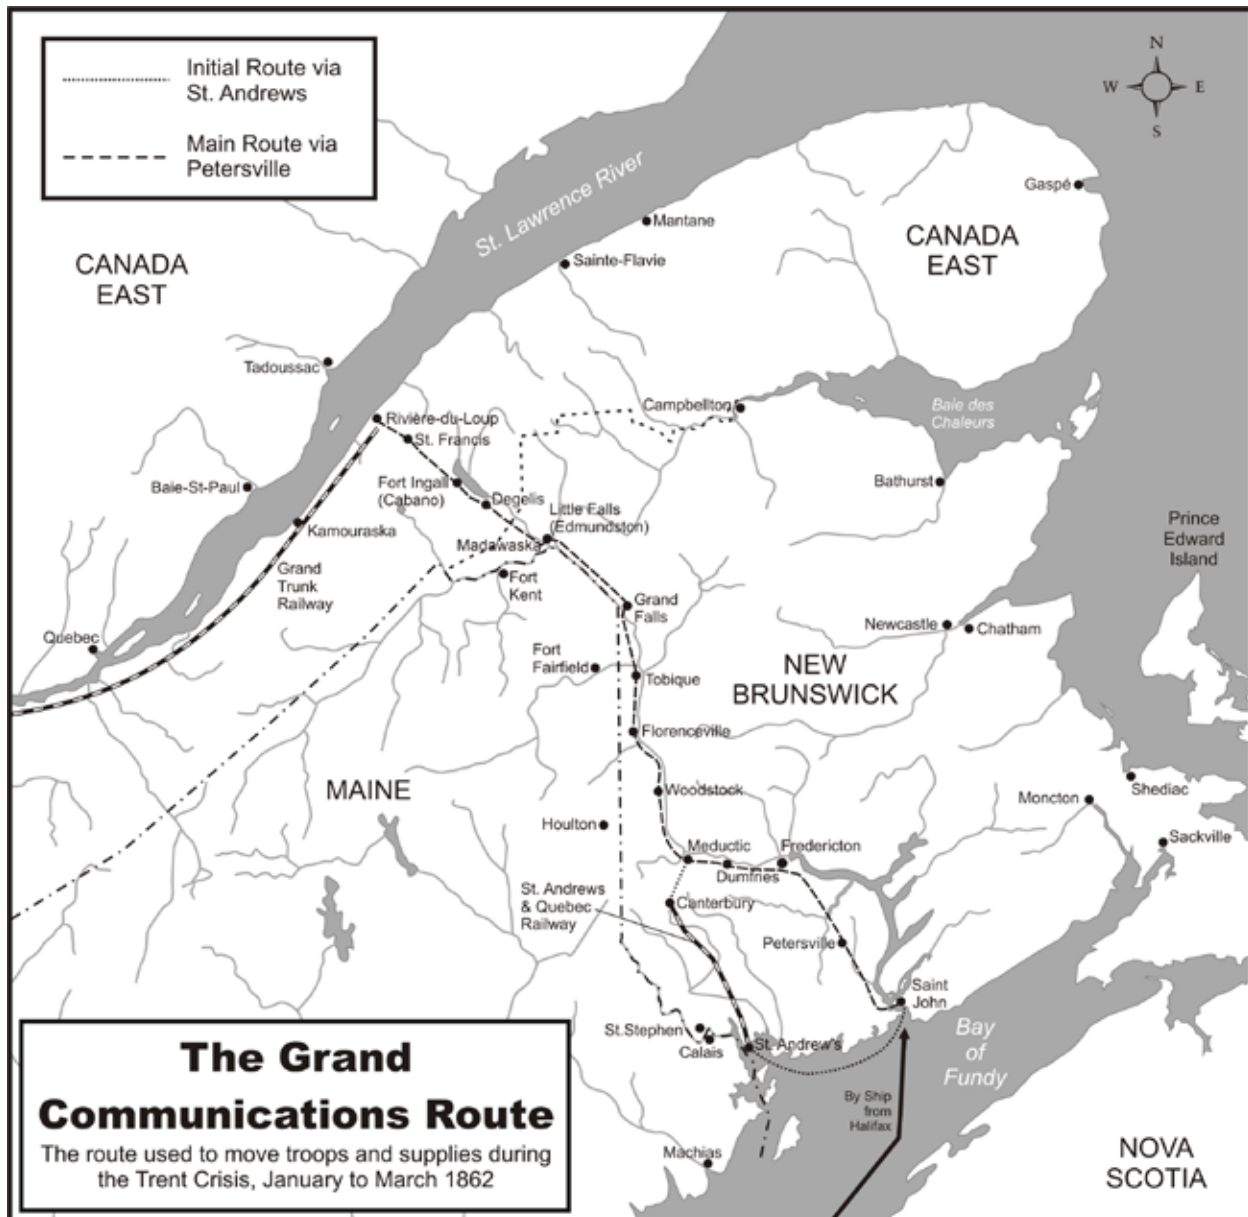 Initial Route via
St. Andrews
Main Route via
Petersville
N
W
E
S
St. Lawrence River
Gaspé
Mantane
CANADA
EAST
Sainte-Flavie
CANADA
EAST
Tadoussac
Campbellton
Baie des
Chaleurs
Rivière-du-Loup
St. Francis
Baie-St-Paul
Fort Ingall
(Cabano)
Degelis
Bathurst
Little Falls
(Edmundston)
Kamouraska
Madawaska
Prince
Edward
Island
Grand
Trunk
Railway
Fort
Kent
Grand
Falls
Newcastle
Chatham
Quebec
Fort
Fairfield
Tobique
NEW
BRUNSWICK
Florenceville
MAINE
Woodstock
Moncton
Shediac
Houlton
Sackville
Meductic
Fredericton
Dumfries
St. Andrews
& Quebec
Railway
Canterbury
Petersville
Saint
John
St.Stephen
Calais
St. Andrew's
Bay
of
Fundy
By Ship
from
Halifax
Machias
NOVA
SCOTIA
The Grand
Communications Route
The route used to move troops and supplies during
the Trent Crisis, January to March 1862